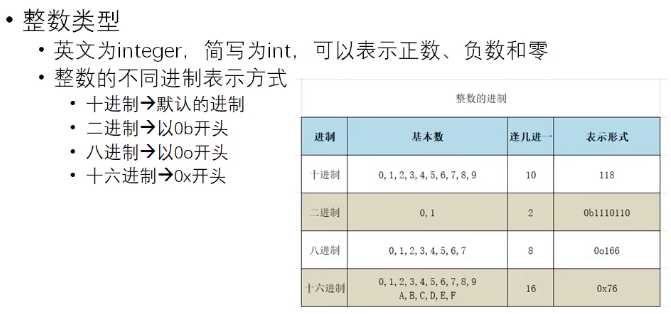 • 整数类型
• 英文为integer，简写为int，可以表示正数、负数和零
• 整数的不同进制表示方式
• 十进制→默认的进制
• 二进制→以0b开头
• 八进制→以0o开头
• 十六进制→0x开头
整数的进制
进制 基本数 逢几进一 表示形式
十进制 0,1,2,3,4,5,6,7,8,9 10 118
二进制 0,1 2 0b1110110
八进制 0,1,2,3,4,5,6,7 8 0o166
十六进制 0,1,2,3,4,5,6,7,8,9 16 0x76
A,B,C,D,E,F